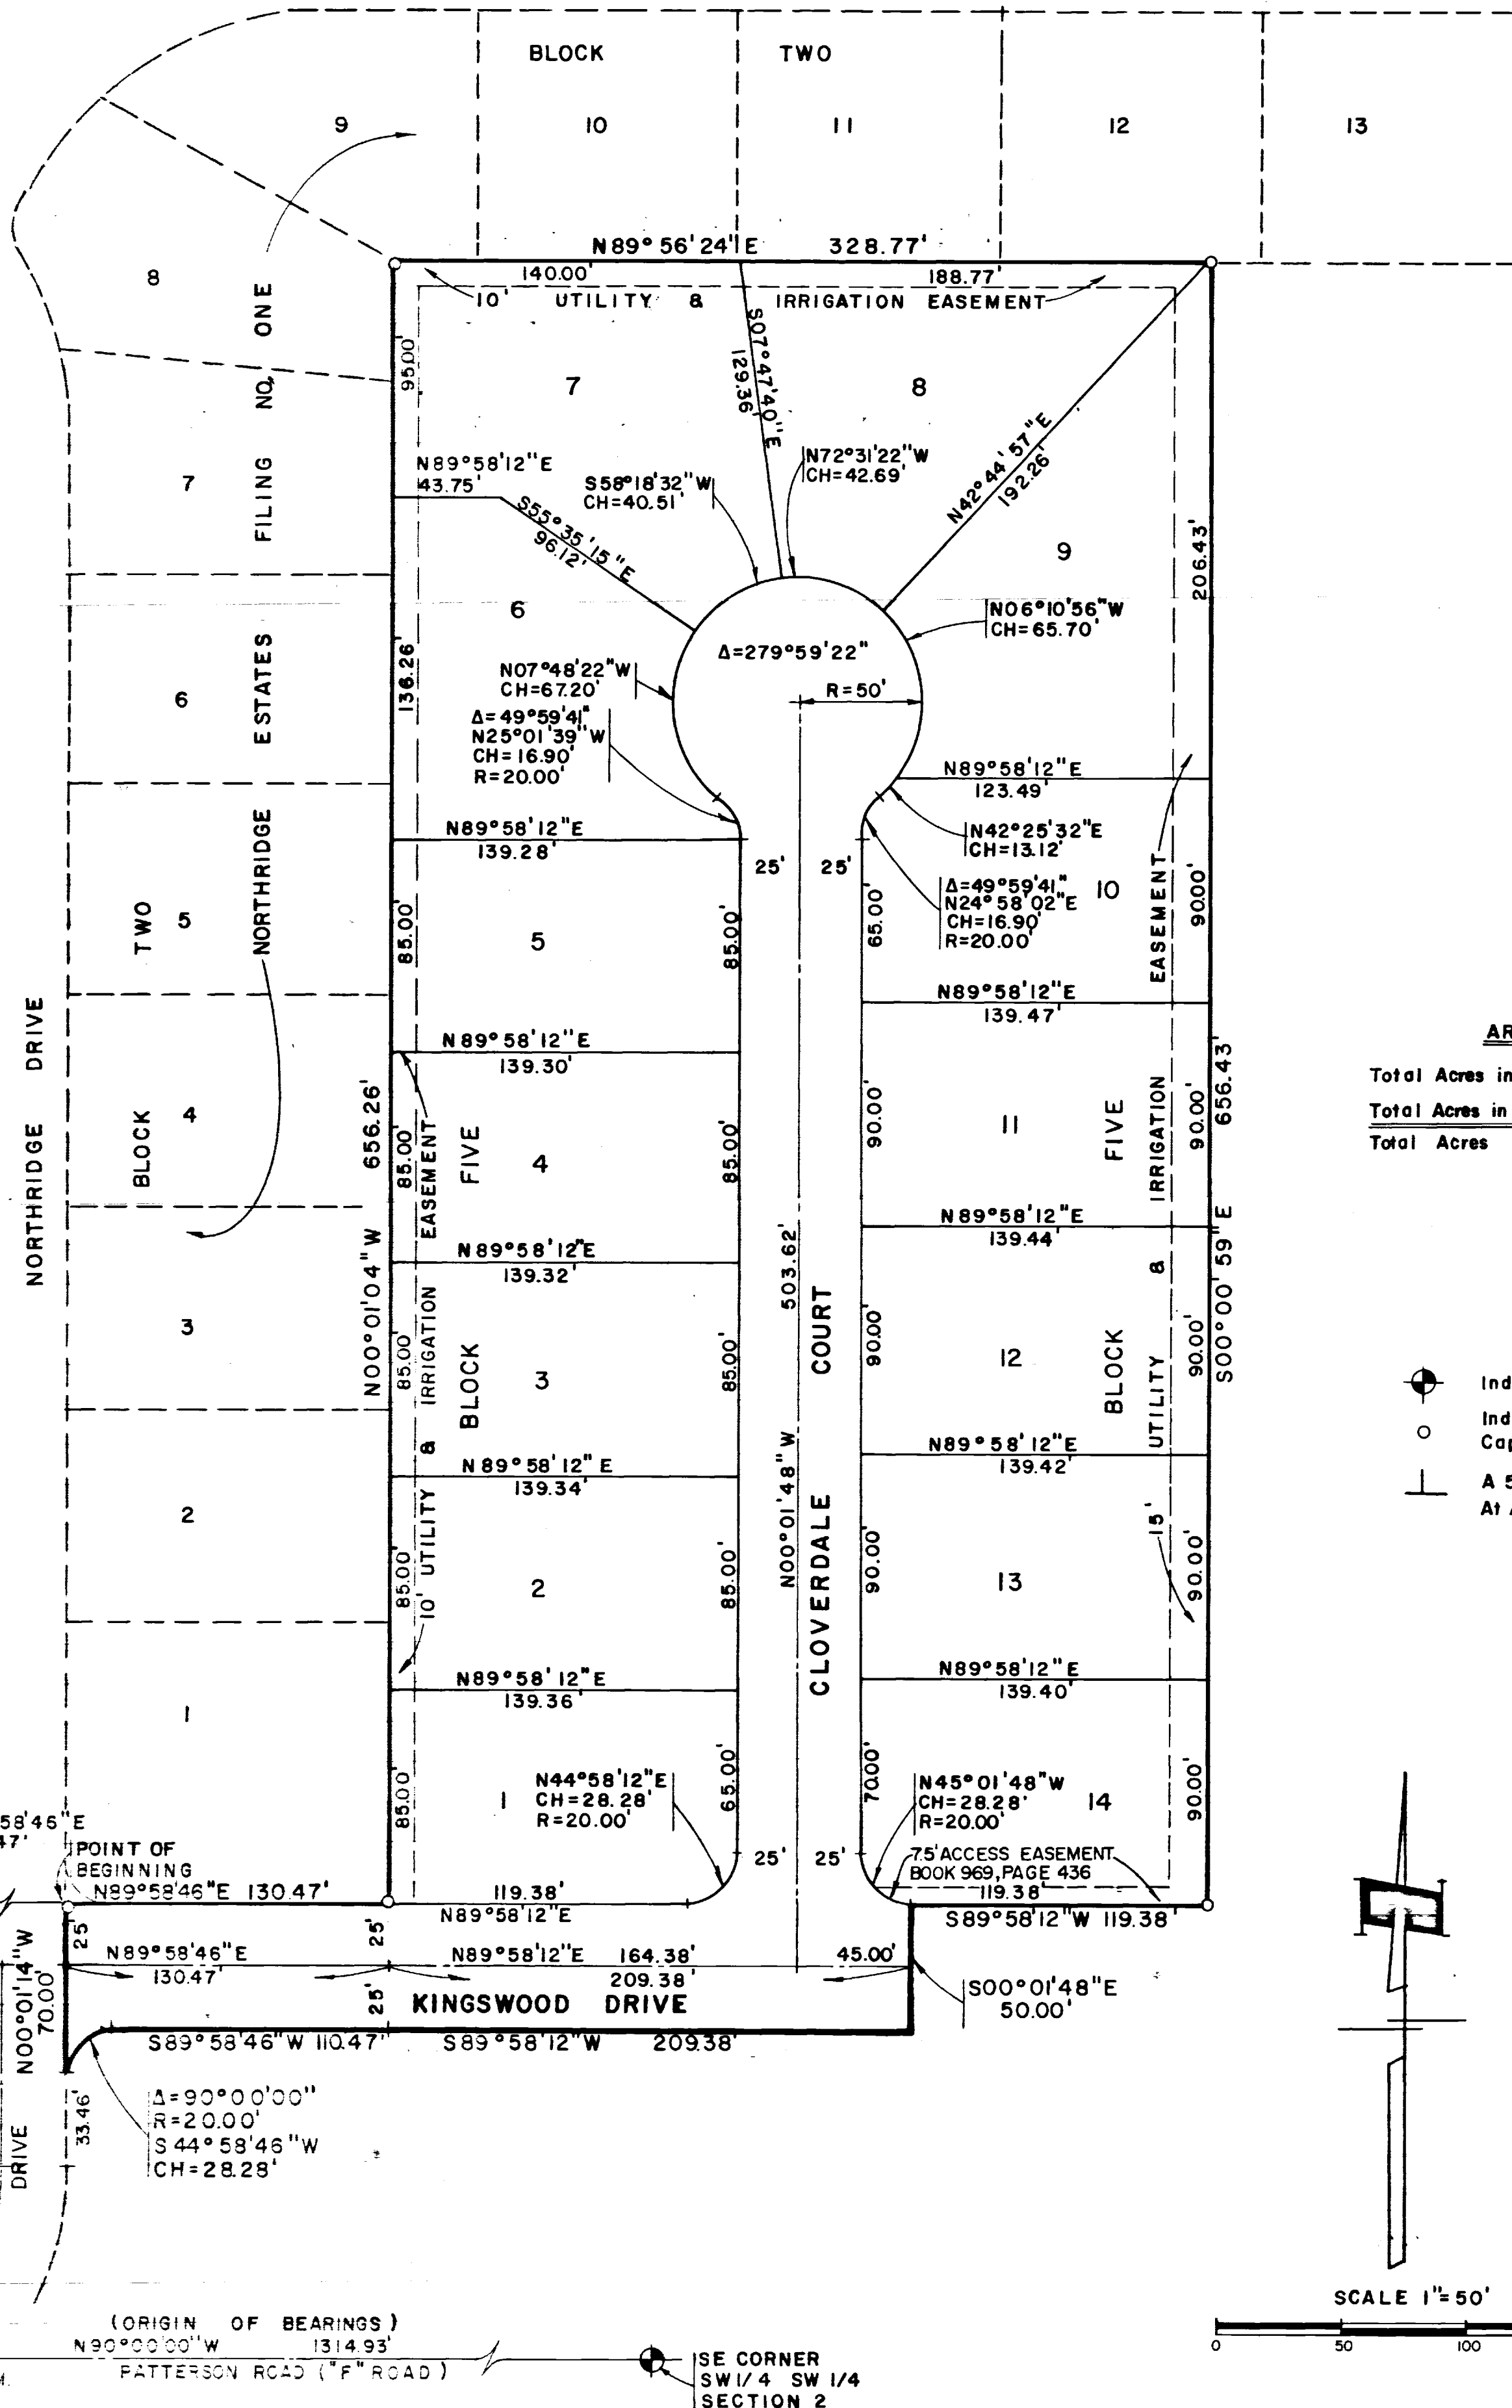 BLOCK TWO
9
10
11
12
13
8
7
6
5
4
3
2
1
NORTHRIDGE ESTATES FILING NO. ONE
BLOCK TWO
NORTHRIDGE DRIVE
N89°56'24"E 328.77'
140.00'
188.77'
10' UTILITY & IRRIGATION EASEMENT
95.00'
7
8
S07°47'40"E
129.36'
N72°31'22"W
CH=42.69'
N42°44'57"E
192.26'
N89°58'12"E
43.75'
S58°18'32"W
CH=40.51'
S55°35'15"E
96.12'
9
206.43'
6
136.26'
N06°10'56"W
CH=65.70'
Δ=279°59'22"
R=50'
N07°48'22"W
CH=67.20'
Δ=49°59'41"
N25°01'39"W
CH=16.90'
R=20.00'
N89°58'12"E
123.49'
N42°25'32"E
CH=13.12'
N89°58'12"E
139.28'
25' 25'
Δ=49°59'41"
N24°58'02"E
CH=16.90'
R=20.00'
10
90.00'
65.00'
85.00'
5
85.00'
N89°58'12"E
139.47'
N89°58'12"E
139.30'
656.26'
N00°01'04"W
85.00'
4
85.00'
90.00'
11
90.00'
656.43'
S00°00'59"E
BLOCK FIVE
BLOCK FIVE
10' UTILITY & IRRIGATION EASEMENT
15' UTILITY & IRRIGATION EASEMENT
N89°58'12"E
139.44'
N89°58'12"E
139.32'
503.62'
N00°01'48"W
CLOVERDALE COURT
85.00'
3
85.00'
90.00'
12
90.00'
N89°58'12"E
139.42'
N89°58'12"E
139.34'
85.00'
2
85.00'
90.00'
13
90.00'
N89°58'12"E
139.40'
N89°58'12"E
139.36'
85.00'
1
N44°58'12"E
CH=28.28'
R=20.00'
65.00'
70.00'
N45°01'48"W
CH=28.28'
R=20.00'
14
90.00'
25' 25'
7.5' ACCESS EASEMENT
BOOK 969, PAGE 436
119.38'
S89°58'12"W 119.38'
58'46"E
47'
POINT OF
BEGINNING
N89°58'46"E 130.47'
119.38'
N89°58'12"E
25'
25'
N89°58'46"E
130.47'
N89°58'12"E 164.38'
45.00'
209.38'
25'
KINGSWOOD DRIVE
S00°01'48"E
50.00'
N00°01'14"W
70.00'
S89°58'46"W 110.47'
S89°58'12"W 209.38'
33.46'
DRIVE
Δ=90°00'00"
R=20.00'
S44°58'46"W
CH=28.28'
(ORIGIN OF BEARINGS)
N90°00'00"W 1314.93'
PATTERSON ROAD ("F" ROAD)
M.
SE CORNER
SW1/4 SW 1/4
SECTION 2
AR
Total Acres in
Total Acres in
Total Acres
Ind
Ind
Cap
A 5
At
SCALE 1"=50'
0 50 100